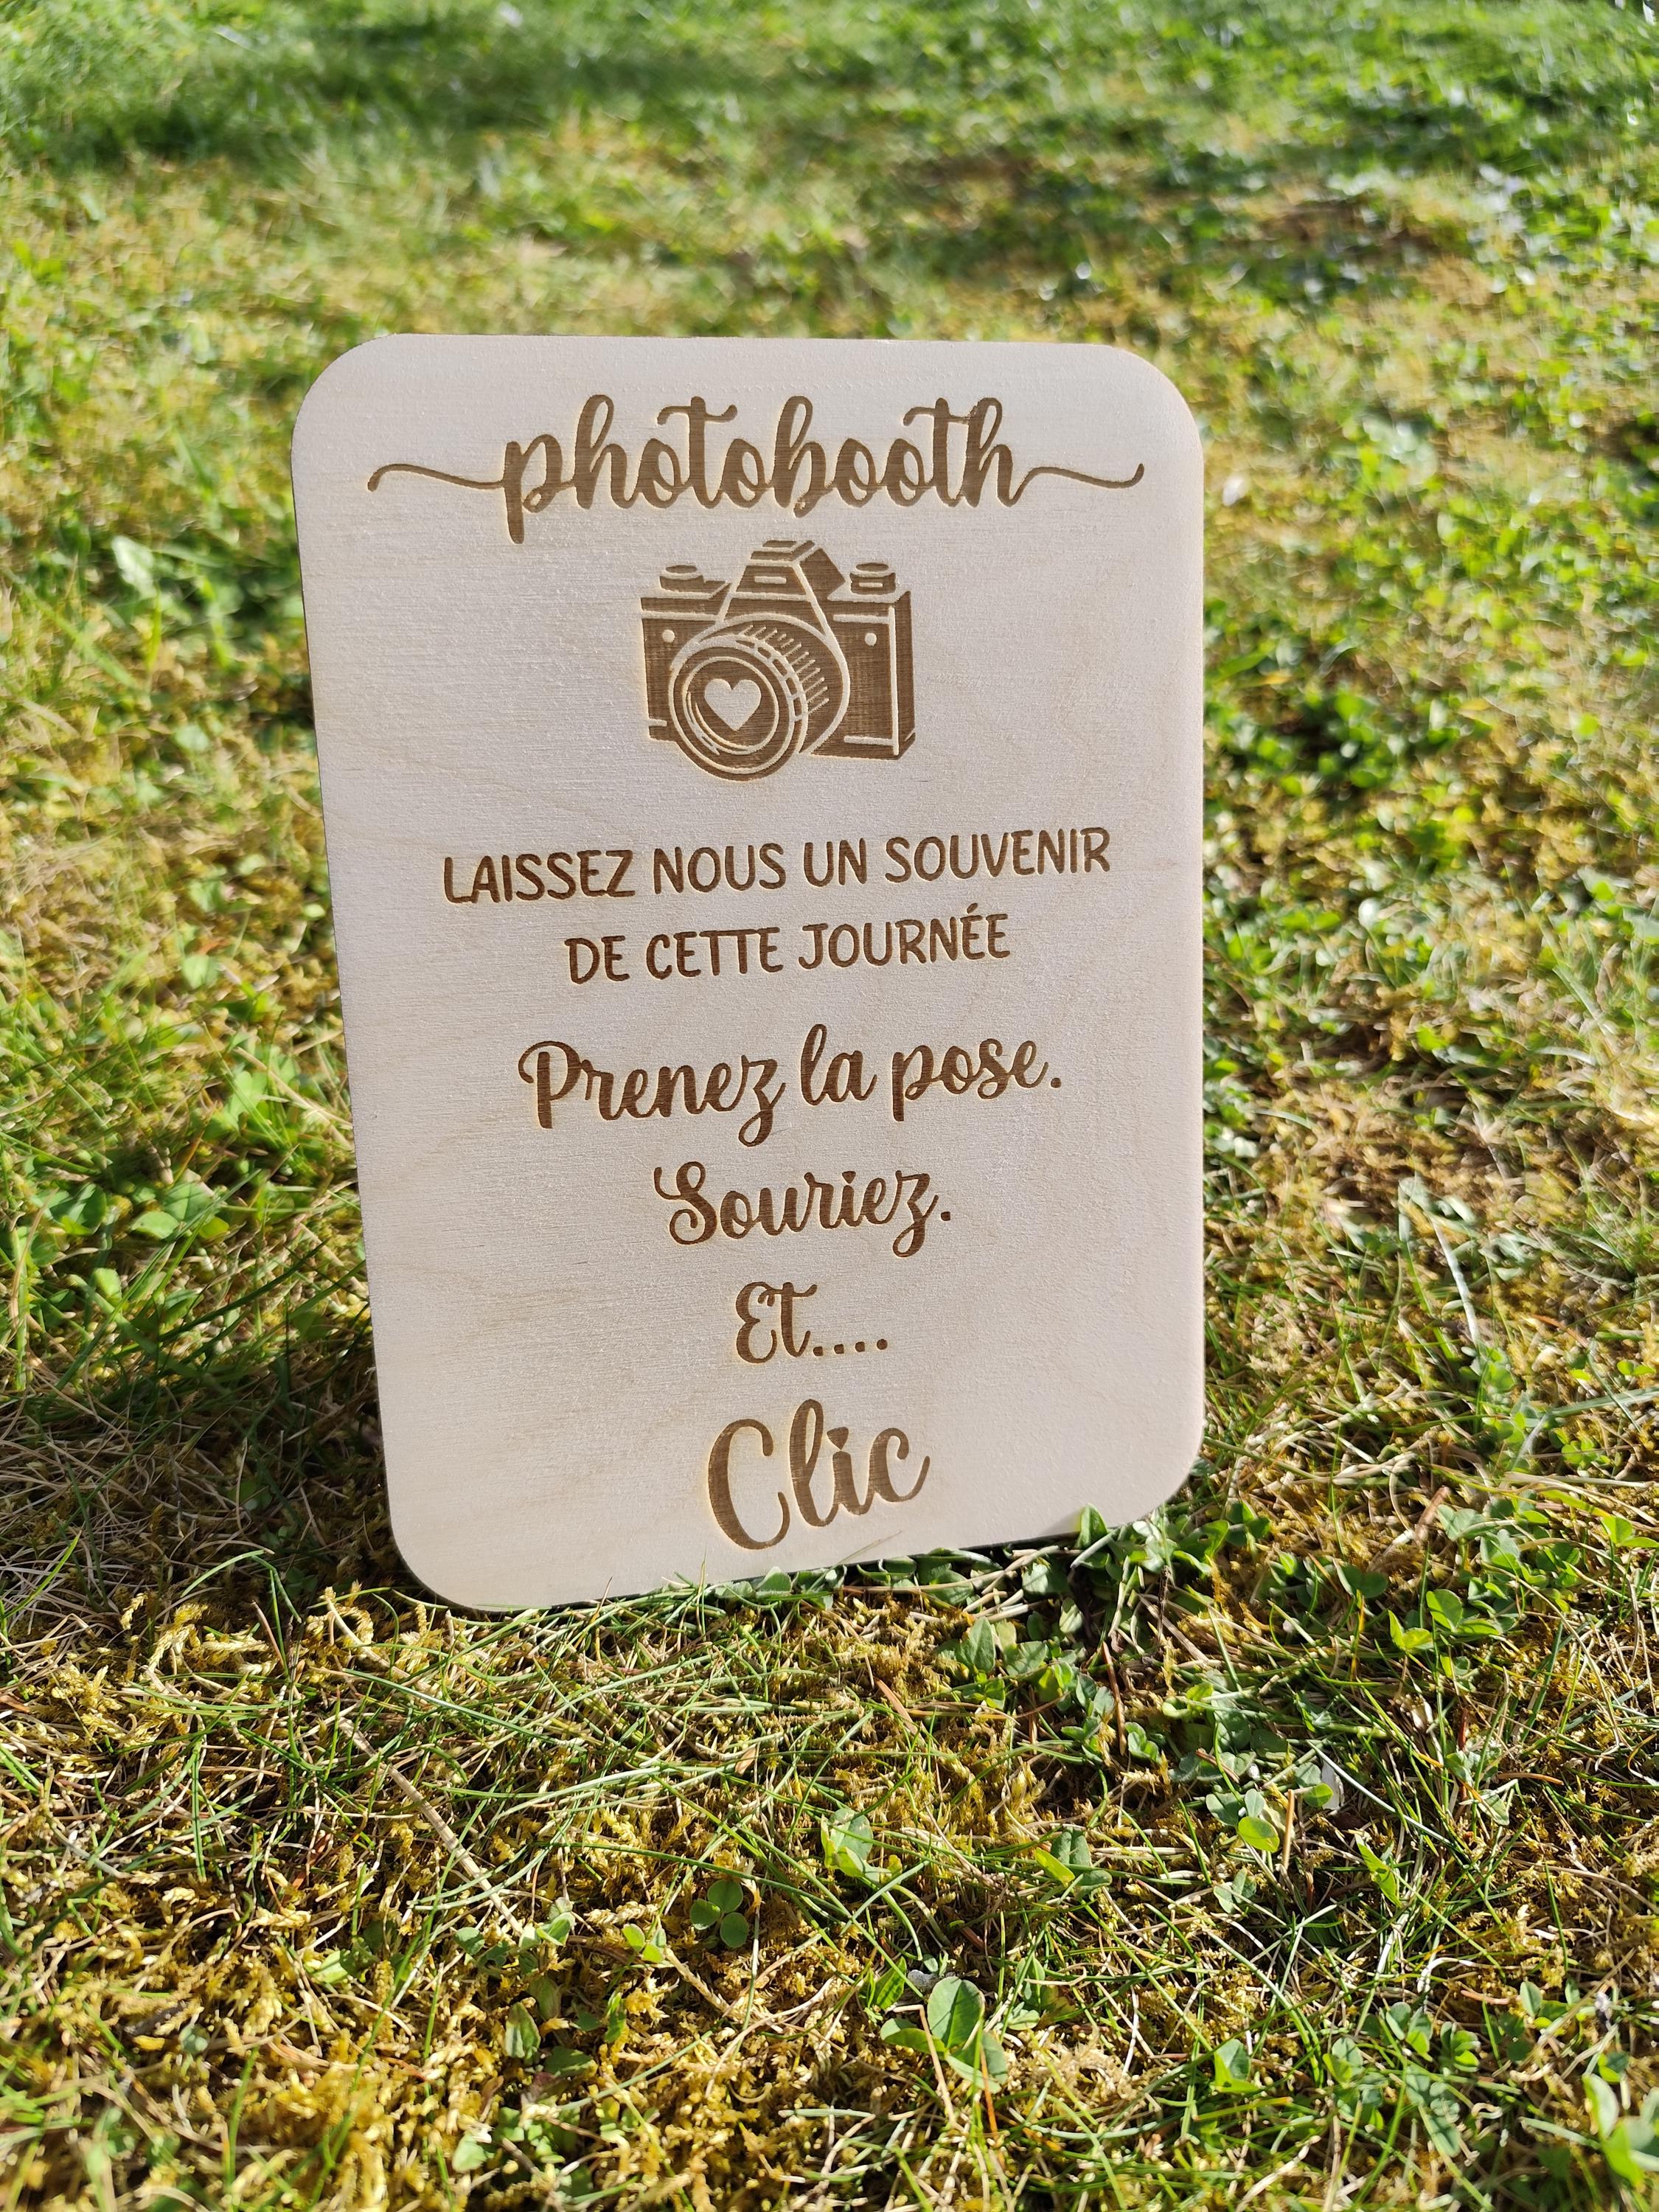 photobooth
LAISSEZ NOUS UN SOUVENIR
DE CETTE JOURNÉE
Prenez la pose.
Souriez.
Et....
Clic